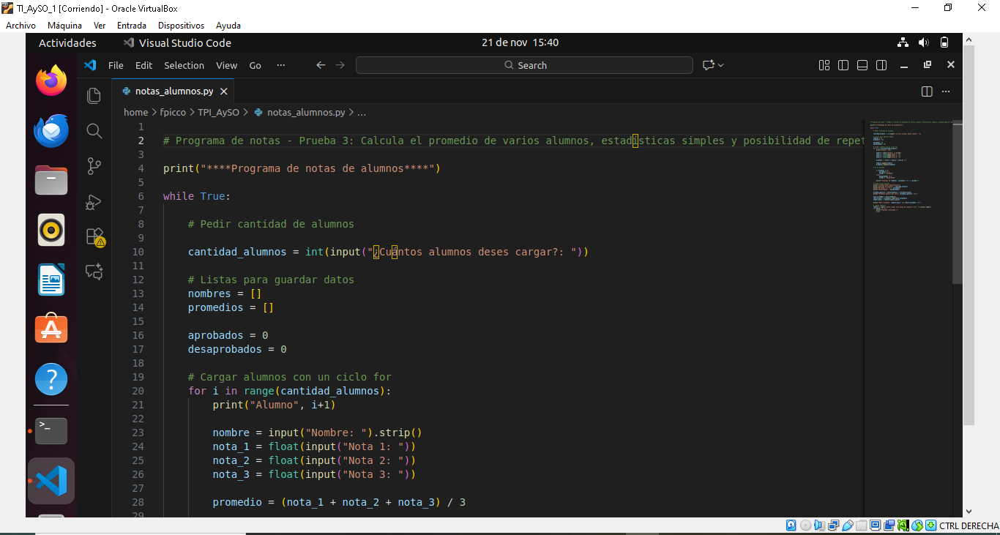 TI_AySO_1 [Corriendo] - Oracle VirtualBox
Archivo Máquina Ver Entrada Dispositivos Ayuda
Actividades Visual Studio Code 21 de nov 15:40
File Edit Selection View Go ··· Search
notas_alumnos.py
home > fpicco > TPI_AySO > notas_alumnos.py > ...
1
2 # Programa de notas - Prueba 3: Calcula el promedio de varios alumnos, estadísticas simples y posibilidad de repet
3
4 print("****Programa de notas de alumnos****")
5
6 while True:
7
8 # Pedir cantidad de alumnos
9
10 cantidad_alumnos = int(input("¿Cuántos alumnos deses cargar?: "))
11
12 # Listas para guardar datos
13 nombres = []
14 promedios = []
15
16 aprobados = 0
17 desaprobados = 0
18
19 # Cargar alumnos con un ciclo for
20 for i in range(cantidad_alumnos):
21 print("Alumno", i+1)
22
23 nombre = input("Nombre: ").strip()
24 nota_1 = float(input("Nota 1: "))
25 nota_2 = float(input("Nota 2: "))
26 nota_3 = float(input("Nota 3: "))
27
28 promedio = (nota_1 + nota_2 + nota_3) / 3
29
CTRL DERECHA